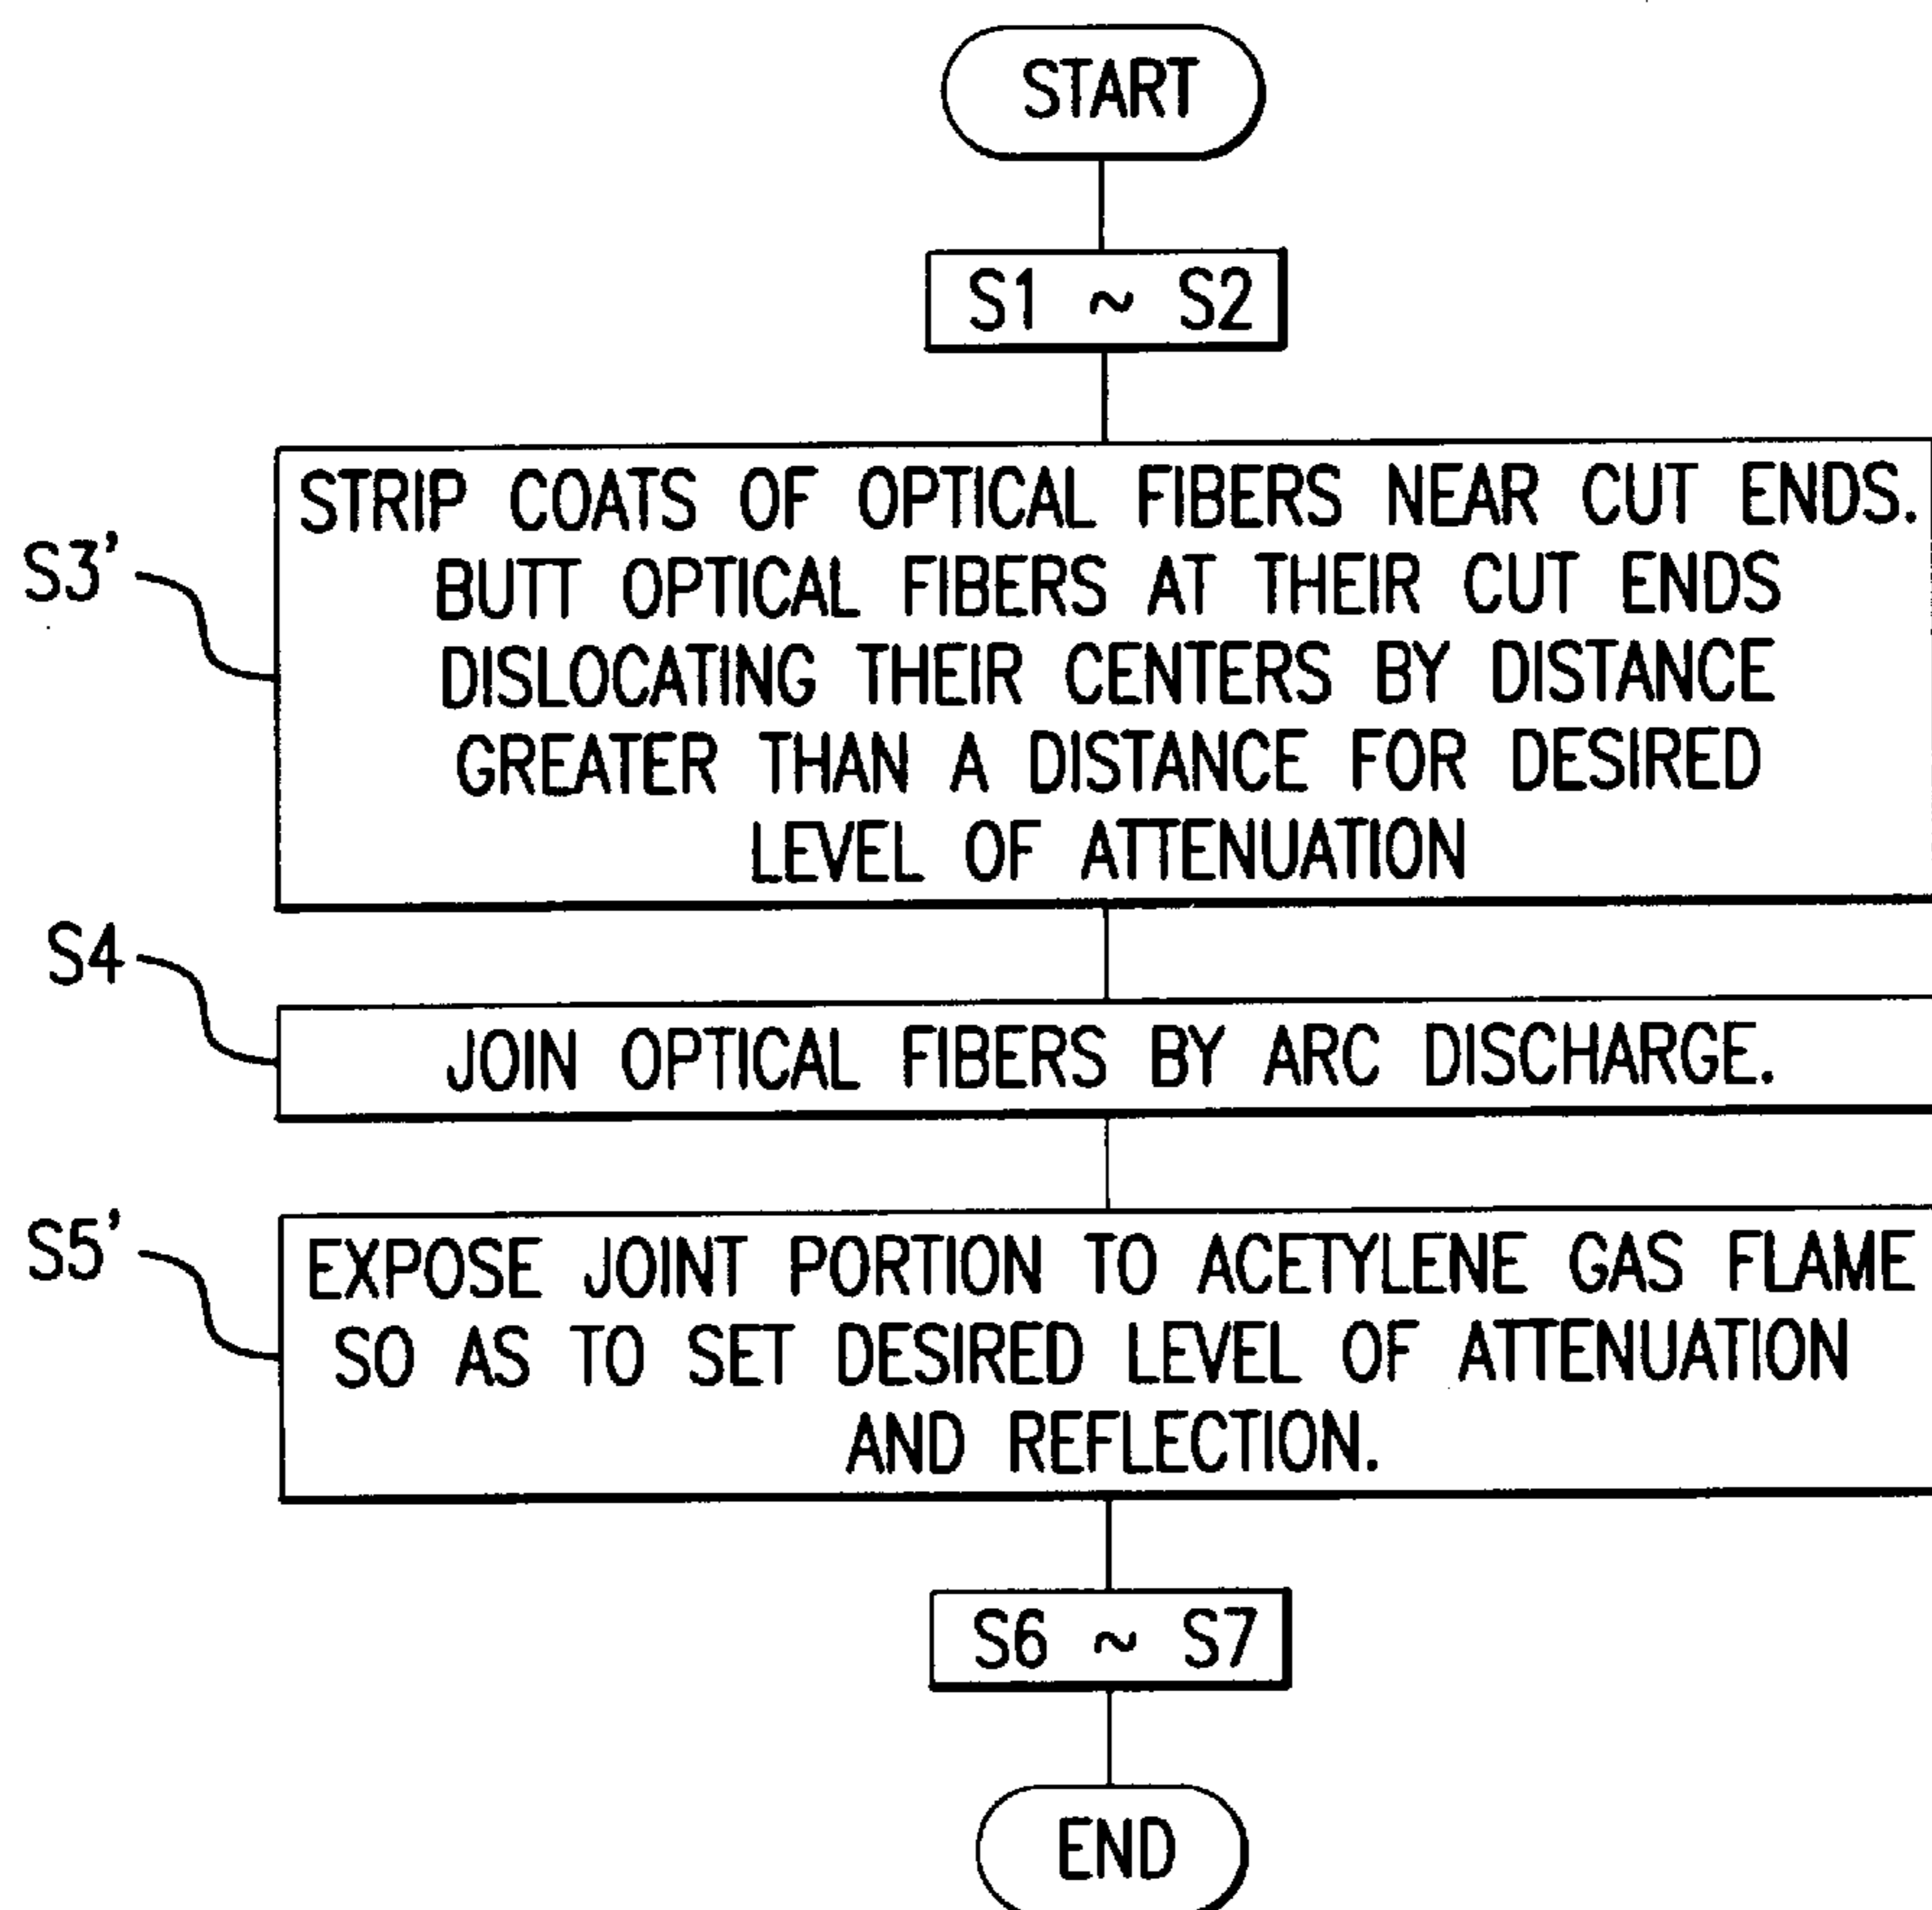 START
S1 ~ S2
S3'
STRIP COATS OF OPTICAL FIBERS NEAR CUT ENDS.
BUTT OPTICAL FIBERS AT THEIR CUT ENDS
DISLOCATING THEIR CENTERS BY DISTANCE
GREATER THAN A DISTANCE FOR DESIRED
LEVEL OF ATTENUATION
S4
JOIN OPTICAL FIBERS BY ARC DISCHARGE.
S5'
EXPOSE JOINT PORTION TO ACETYLENE GAS FLAME
SO AS TO SET DESIRED LEVEL OF ATTENUATION
AND REFLECTION.
S6 ~ S7
END